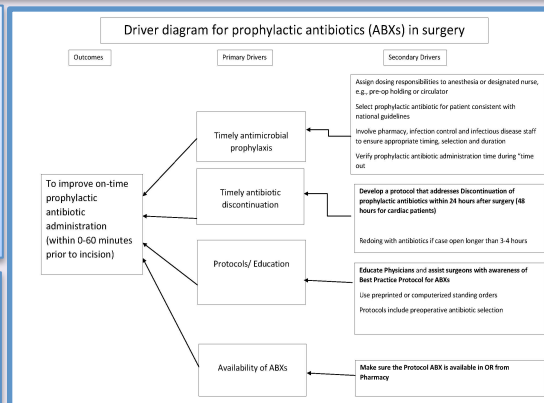 Driver diagram for prophylactic antibiotics (ABXs) in surgery
Outcomes
Primary Drivers
Secondary Drivers
To improve on-time
prophylactic
antibiotic
administration
(within 0-60 minutes
prior to incision)
Timely antimicrobial
prophylaxis
Timely antibiotic
discontinuation
Protocols/ Education
Availability of ABXs
Assign dosing responsibilities to anesthesia or designated nurse,
e.g., pre-op holding or circulator
Select prophylactic antibiotic for patient consistent with
national guidelines
Involve pharmacy, infection control and infectious disease staff
to ensure appropriate timing, selection and duration
Verify prophylactic antibiotic administration time during "time
out
Develop a protocol that addresses Discontinuation of
prophylactic antibiotics within 24 hours after surgery (48
hours for cardiac patients)
Redoing with antibiotics if case open longer than 3-4 hours
Educate Physicians and assist surgeons with awareness of
Best Practice Protocol for ABXs
Use preprinted or computerized standing orders
Protocols include preoperative antibiotic selection
Make sure the Protocol ABX is available in OR from
Pharmacy